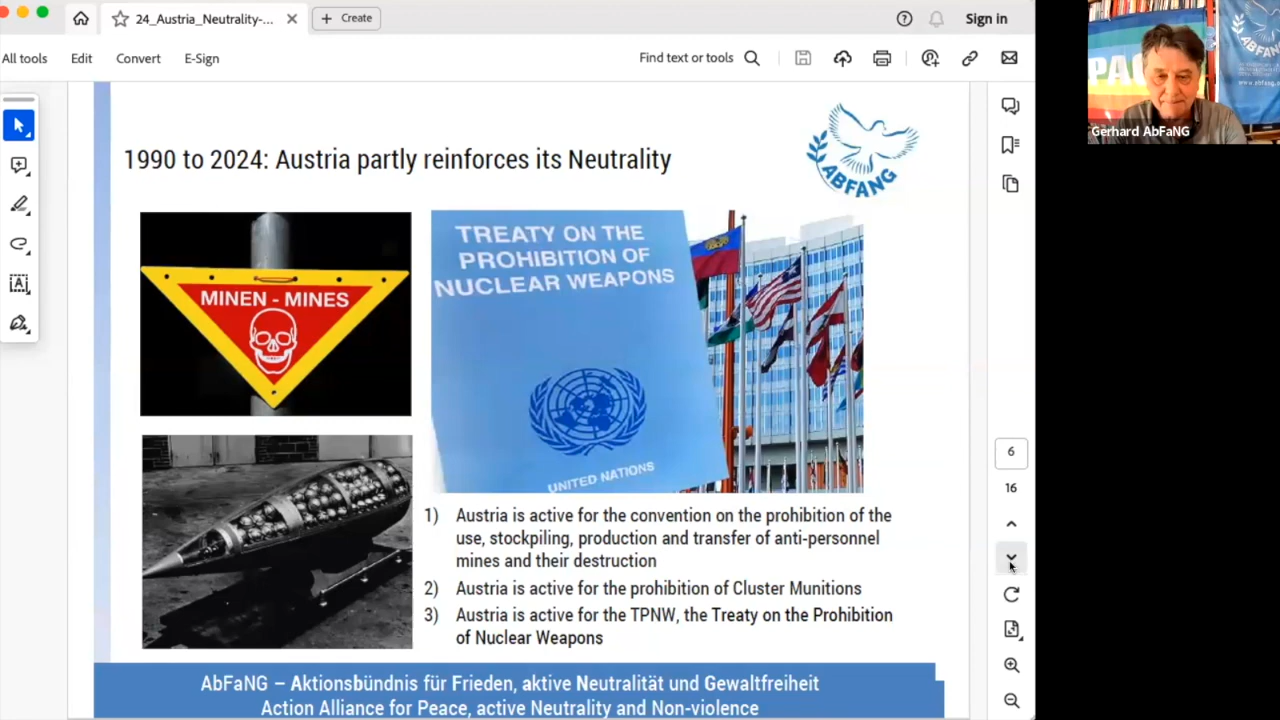 24_Austria_Neutrality-...
Create
Sign in
All tools
Edit
Convert
E-Sign
Find text or tools
PA
ABFANG
Gerhard AbFaNG
1990 to 2024: Austria partly reinforces its Neutrality
ABFANG
MINEN - MINES
TREATY ON THE
PROHIBITION OF
NUCLEAR WEAPONS
UNITED NATIONS
6
16
1) Austria is active for the convention on the prohibition of the
use, stockpiling, production and transfer of anti-personnel
mines and their destruction
2) Austria is active for the prohibition of Cluster Munitions
3) Austria is active for the TPNW, the Treaty on the Prohibition
of Nuclear Weapons
AbFaNG – Aktionsbündnis für Frieden, aktive Neutralität und Gewaltfreiheit
Action Alliance for Peace, active Neutrality and Non-violence